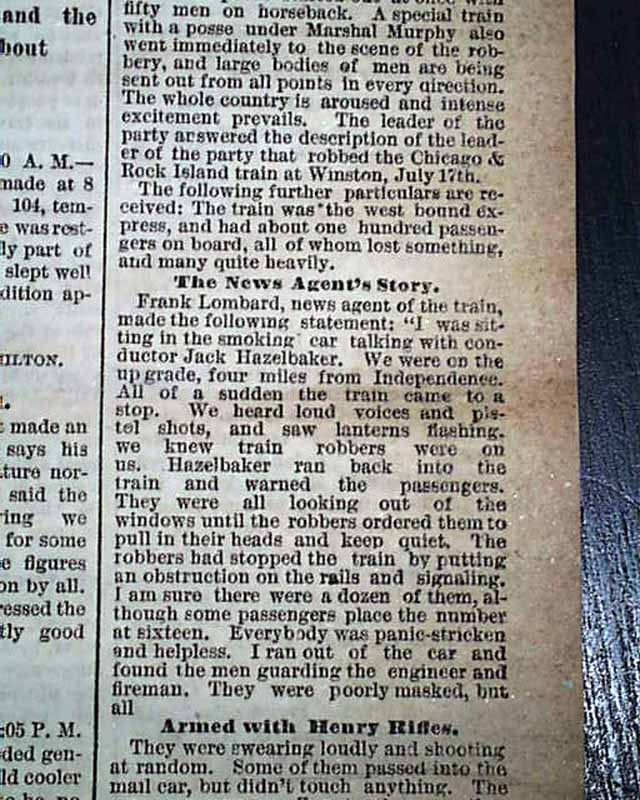 and the
bout
0 A. M.—
made at 8
104, tem-
e was rest-
ly part of
slept well
dition ap-
ILTON.
made an
says his
ture nor-
said the
ring we
for some
e figures
on by all.
ressed the
tly good
:05 P. M.
ded gen-
ld cooler
fifty men on horseback. A special train
with a posse under Marshal Murphy also
went immediately to the scene of the rob-
bery, and large bodies of men are being
sent out from all points in every direction.
The whole country is aroused and intense
excitement prevails. The leader of the
party answered the description of the lead-
er of the party that robbed the Chicago &
Rock Island train at Winston, July 17th.
The following further particulars are re-
ceived: The train was the west bound ex-
press, and had about one hundred passen-
gers on board, all of whom lost something,
and many quite heavily.
The News Agent's Story.
Frank Lombard, news agent of the train,
made the following statement: "I was sit-
ting in the smoking car talking with con-
ductor Jack Hazelbaker. We were on the
up grade, four miles from Independence.
All of a sudden the train came to a
stop. We heard loud voices and pis-
tol shots, and saw lanterns flashing.
we knew train robbers were on
us. Hazelbaker ran back into the
train and warned the passengers.
They were all looking out of the
windows until the robbers ordered them to
pull in their heads and keep quiet. The
robbers had stopped the train by putting
an obstruction on the rails and signaling.
I am sure there were a dozen of them, al-
though some passengers place the number
at sixteen. Everybody was panic-stricken
and helpless. I ran out of the car and
found the men guarding the engineer and
fireman. They were poorly masked, but
all
Armed with Henry Rifles.
They were swearing loudly and shooting
at random. Some of them passed into the
mail car, but didn't touch anything. The